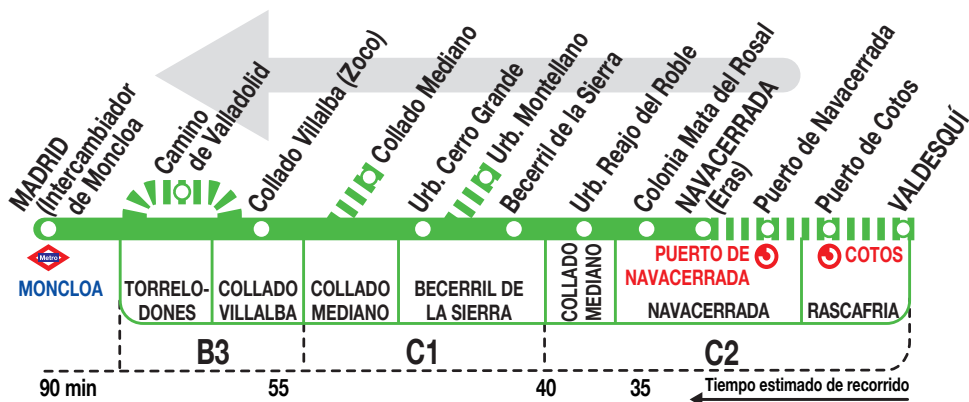 MADRID
(Intercambiador
de Moncloa
Camino
de Valladolid
Collado Villalba (Zoco)
Collado Mediano
Urb. Cerro Grande
Urb. Montellano
Becerril de la Sierra
Urb. Reajo del Roble
Colonia Mata del Rosal
NAVACERRADA
(Eras)
Puerto de Navacerrada
Puerto de Cotos
VALDESQUÍ
Metro
MONCLOA
PUERTO DE
NAVACERRADA
COTOS
TORRELO-
DONES
COLLADO
VILLALBA
COLLADO
MEDIANO
BECERRIL DE
LA SIERRA
COLLADO
MEDIANO
NAVACERRADA
RASCAFRIA
B3
C1
C2
90 min
55
40
35
Tiempo estimado de recorrido